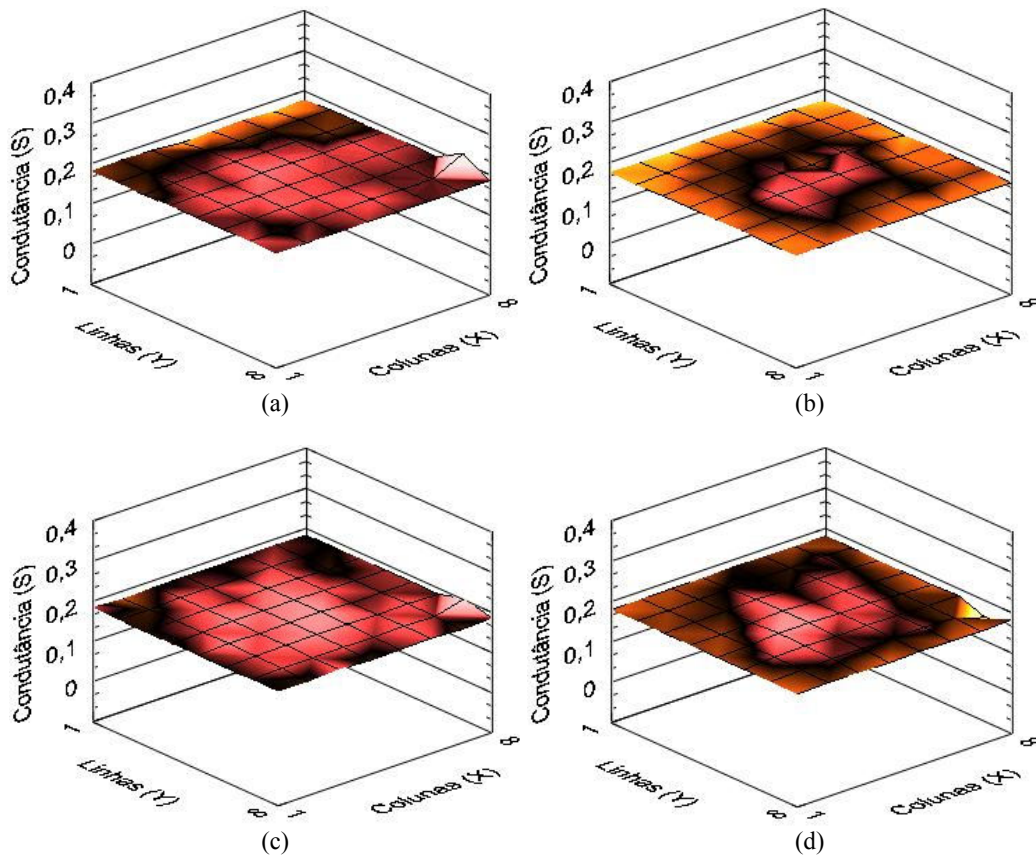 0,4
0,3
0,2
0,1
0
Condutância (S)
1
Linhas (Y)
8
1
Colunas (X)
8
(a)
0,4
0,3
0,2
0,1
0
Condutância (S)
1
Linhas (Y)
8
1
Colunas (X)
8
(b)
0,4
0,3
0,2
0,1
0
Condutância (S)
1
Linhas (Y)
8
1
Colunas (X)
8
(c)
0,4
0,3
0,2
0,1
0
Condutância (S)
1
Linhas (Y)
8
1
Colunas (X)
8
(d)